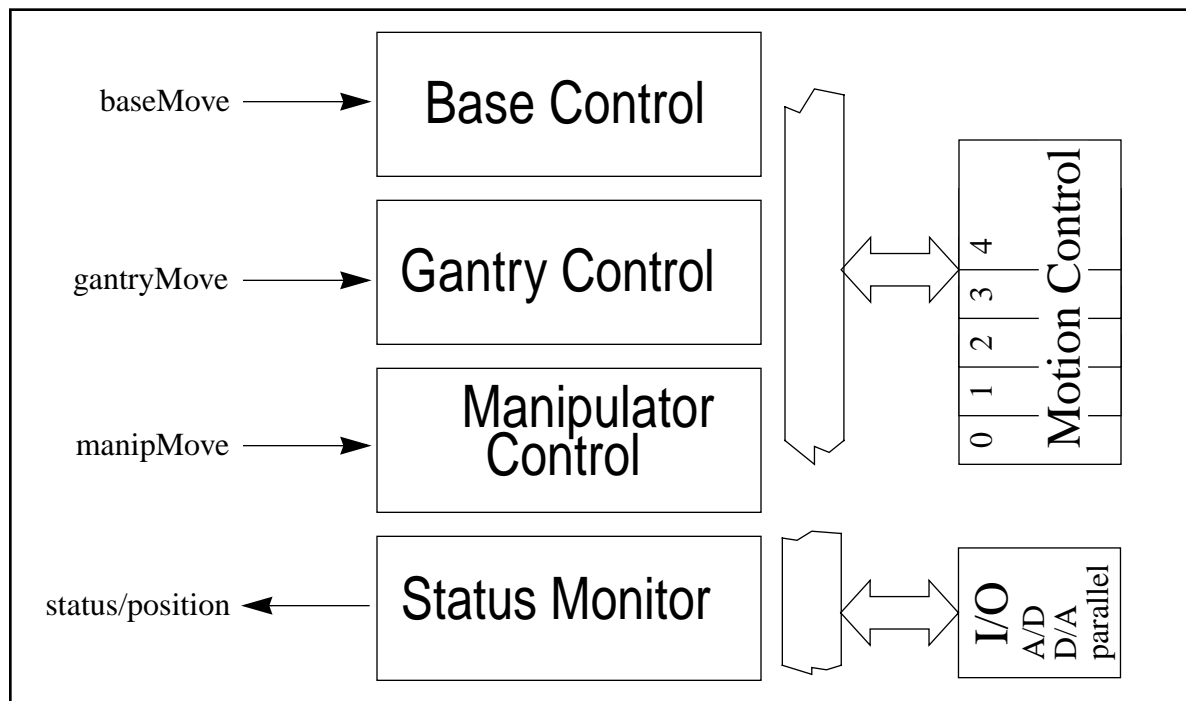 baseMove
Base Control
gantryMove
Gantry Control
manipMove
Manipulator
Control
status/position
Status Monitor
4
3
2
1
0
Motion Control
I/O
A/D
D/A
parallel